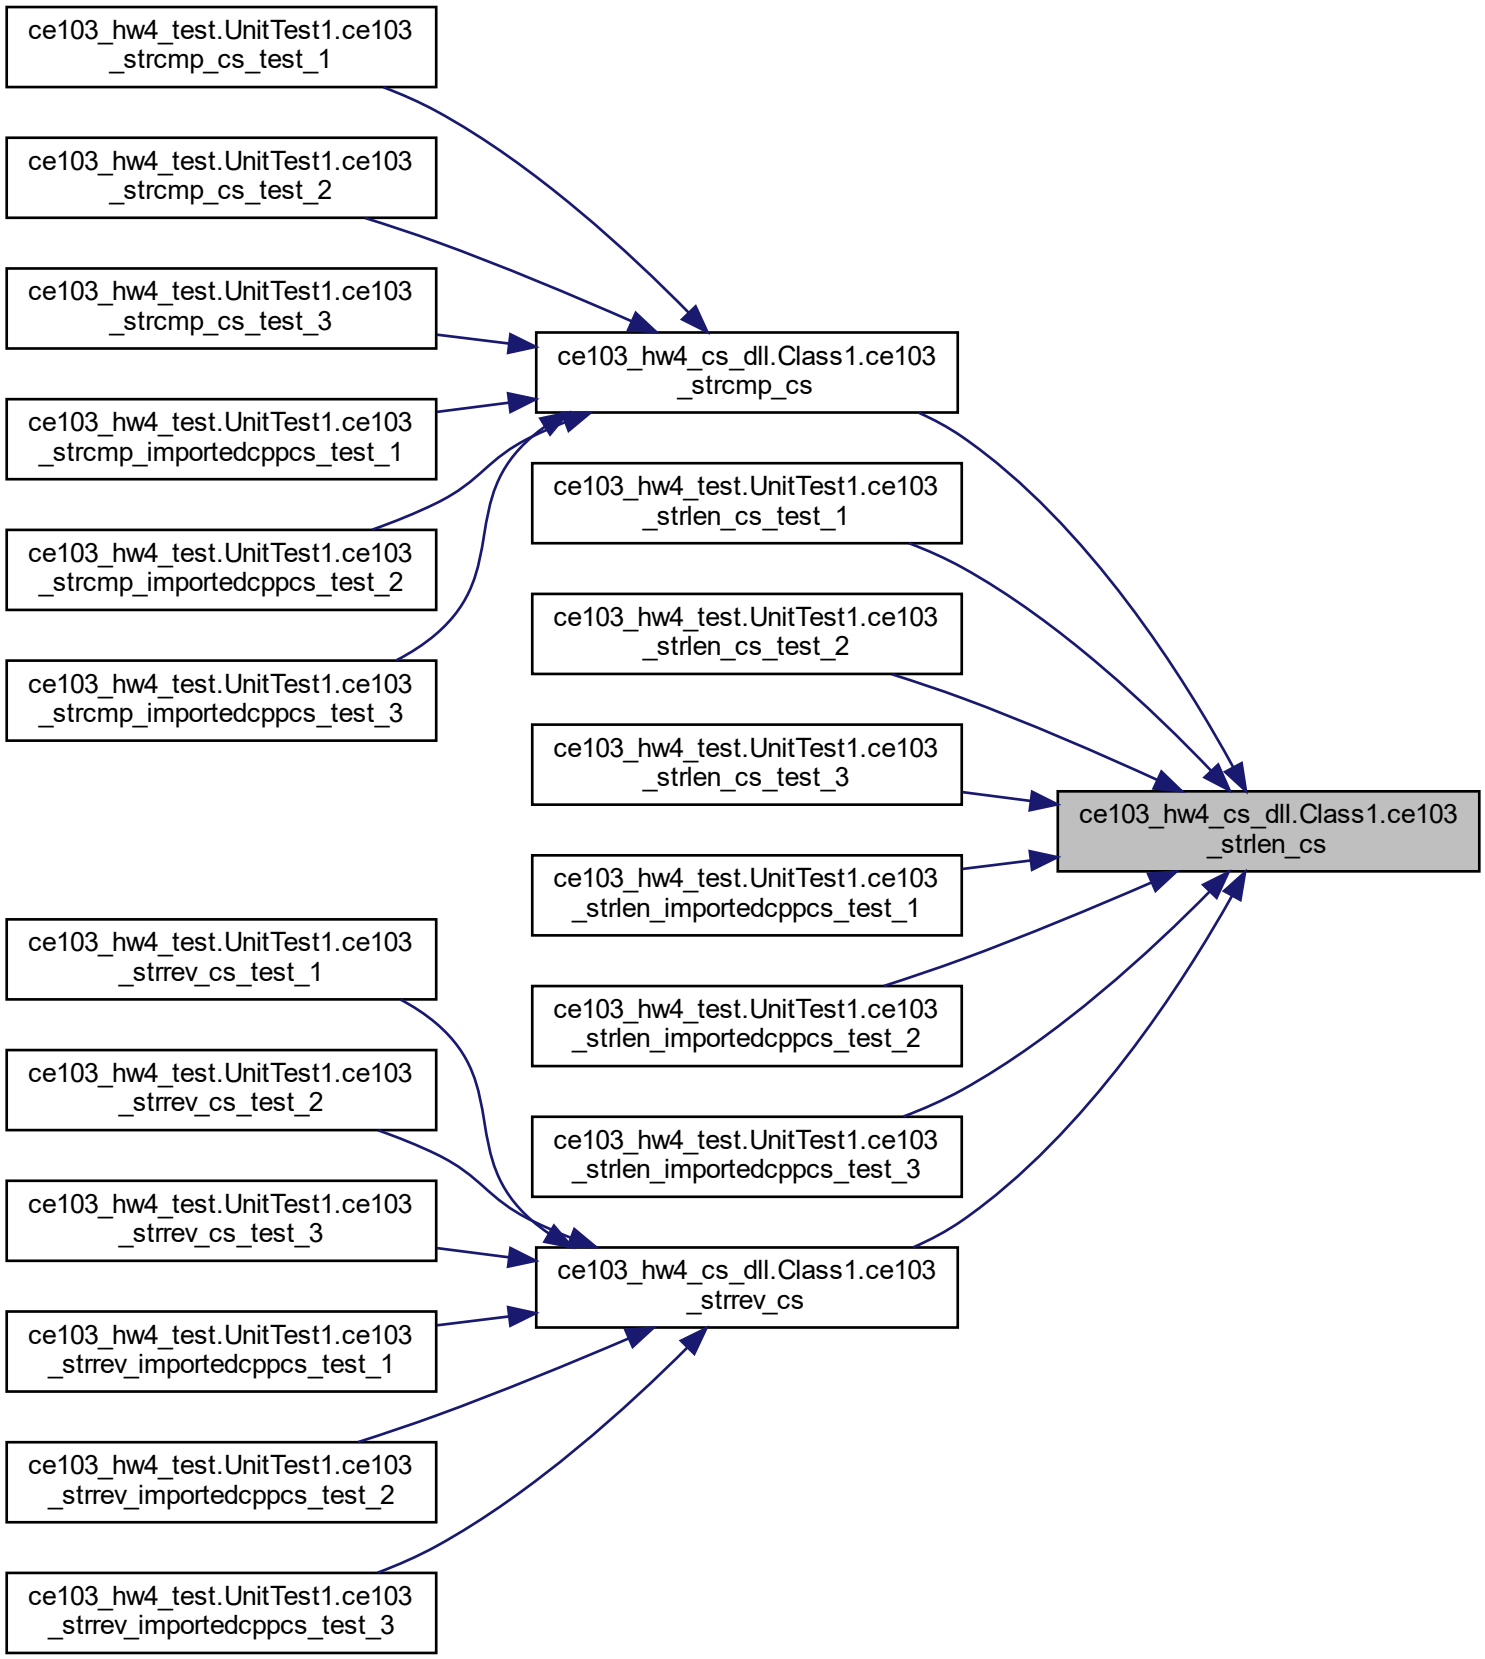 ce103_hw4_test.UnitTest1.ce103
_strcmp_cs_test_1
ce103_hw4_test.UnitTest1.ce103
_strcmp_cs_test_2
ce103_hw4_test.UnitTest1.ce103
_strcmp_cs_test_3
ce103_hw4_test.UnitTest1.ce103
_strcmp_importedcppcs_test_1
ce103_hw4_test.UnitTest1.ce103
_strcmp_importedcppcs_test_2
ce103_hw4_test.UnitTest1.ce103
_strcmp_importedcppcs_test_3
ce103_hw4_test.UnitTest1.ce103
_strrev_cs_test_1
ce103_hw4_test.UnitTest1.ce103
_strrev_cs_test_2
ce103_hw4_test.UnitTest1.ce103
_strrev_cs_test_3
ce103_hw4_test.UnitTest1.ce103
_strrev_importedcppcs_test_1
ce103_hw4_test.UnitTest1.ce103
_strrev_importedcppcs_test_2
ce103_hw4_test.UnitTest1.ce103
_strrev_importedcppcs_test_3
ce103_hw4_cs_dll.Class1.ce103
_strcmp_cs
ce103_hw4_test.UnitTest1.ce103
_strlen_cs_test_1
ce103_hw4_test.UnitTest1.ce103
_strlen_cs_test_2
ce103_hw4_test.UnitTest1.ce103
_strlen_cs_test_3
ce103_hw4_test.UnitTest1.ce103
_strlen_importedcppcs_test_1
ce103_hw4_test.UnitTest1.ce103
_strlen_importedcppcs_test_2
ce103_hw4_test.UnitTest1.ce103
_strlen_importedcppcs_test_3
ce103_hw4_cs_dll.Class1.ce103
_strrev_cs
ce103_hw4_cs_dll.Class1.ce103
_strlen_cs